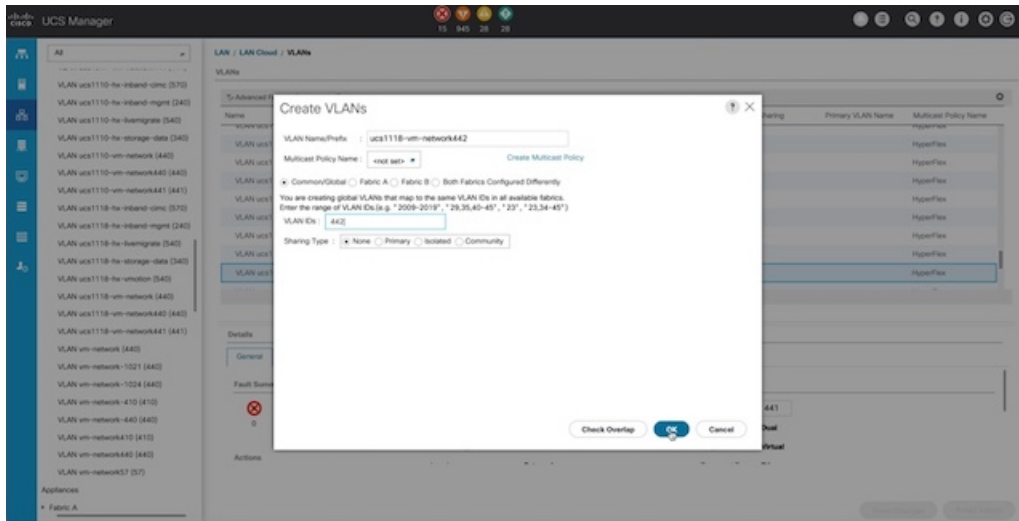 cisco UCS Manager
15 945 28 28
All
LAN / LAN Cloud / VLANs
VLANs
VLAN ucs1110-hx-inband-cimc (570)
VLAN ucs1110-hx-inband-mgmt (240)
VLAN ucs1110-hx-livemigrate (540)
VLAN ucs1110-hx-storage-data (340)
VLAN ucs1110-vm-network (440)
VLAN ucs1110-vm-network440 (440)
VLAN ucs1110-vm-network441 (441)
VLAN ucs1118-hx-inband-cimc (570)
VLAN ucs1118-hx-inband-mgmt (240)
VLAN ucs1118-hx-livemigrate (540)
VLAN ucs1118-hx-storage-data (340)
VLAN ucs1118-hx-vmotion (540)
VLAN ucs1118-vm-network (440)
VLAN ucs1118-vm-network440 (440)
VLAN ucs1118-vm-network441 (441)
VLAN vm-network (440)
VLAN vm-network-1021 (440)
VLAN vm-network-1024 (440)
VLAN vm-network-410 (410)
VLAN vm-network-440 (440)
VLAN vm-network410 (410)
VLAN vm-network440 (440)
VLAN vm-network57 (57)
Appliances
Fabric A
Advanced
Name Sharing Primary VLAN Name Multicast Policy Name
HyperFlex
HyperFlex
HyperFlex
HyperFlex
HyperFlex
HyperFlex
HyperFlex
HyperFlex
Create VLANs
VLAN Name/Prefix : ucs1118-vm-network442
Multicast Policy Name : <not set> Create Multicast Policy
Common/Global Fabric A Fabric B Both Fabrics Configured Differently
You are creating global VLANs that map to the same VLAN IDs in all available fabrics.
Enter the range of VLAN IDs.(e.g. "2009-2019", "29,35,40-45", "23", "23,34-45")
VLAN IDs : 442
Sharing Type : None Primary Isolated Community
Check Overlap OK Cancel
Details
General
Fault
0
Actions
441
Dual
Virtual